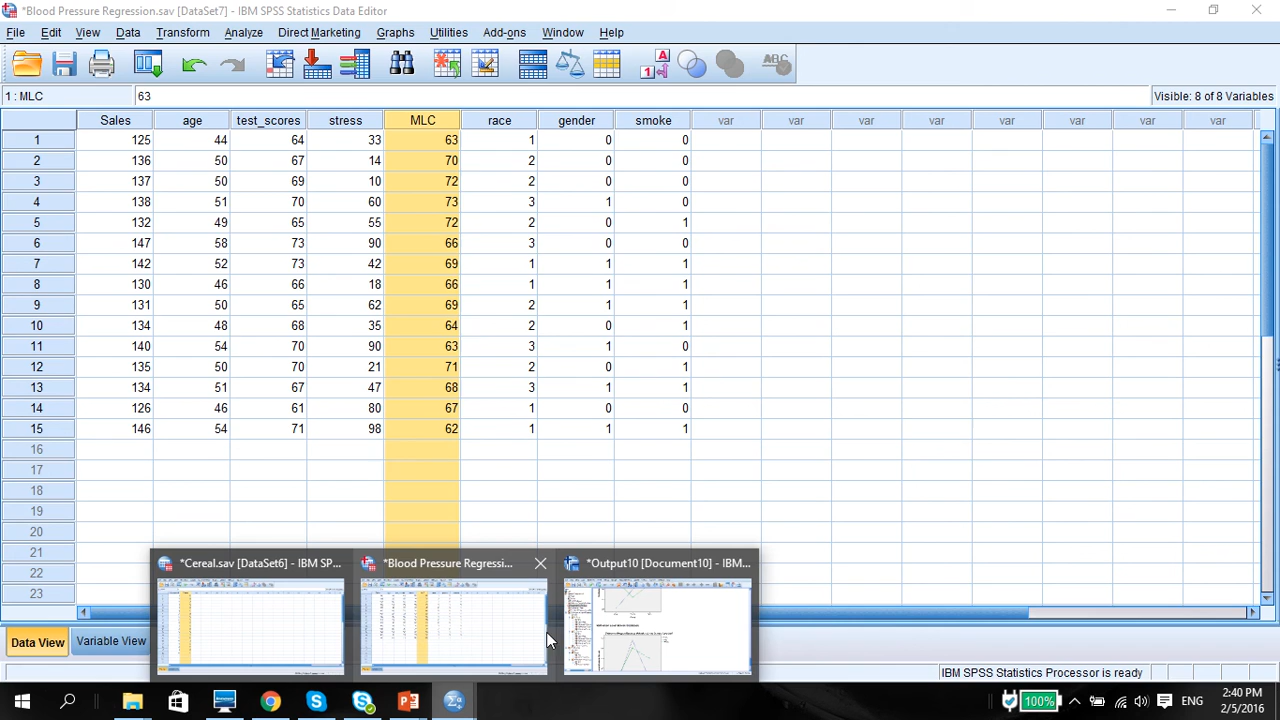 *Blood Pressure Regression.sav [DataSet7] - IBM SPSS Statistics Data Editor
File Edit View Data Transform Analyze Direct Marketing Graphs Utilities Add-ons Window Help
1 : MLC 63 Visible: 8 of 8 Variables
Sales age test_scores stress MLC race gender smoke var var var var var var var var
1 125 44 64 33 63 1 0 0
2 136 50 67 14 70 2 0 0
3 137 50 69 10 72 2 0 0
4 138 51 70 60 73 3 1 0
5 132 49 65 55 72 2 0 1
6 147 58 73 90 66 3 0 0
7 142 52 73 42 69 1 1 1
8 130 46 66 18 66 1 1 1
9 131 50 65 62 69 2 1 1
10 134 48 68 35 64 2 0 1
11 140 54 70 90 63 3 1 0
12 135 50 67 21 71 2 0 1
13 134 51 67 47 68 3 1 1
14 126 46 61 80 67 1 0 0
15 146 54 71 98 62 1 1 1
16
17
18
19
20
21
22
23
*Cereal.sav [DataSet6] - IBM SP... *Blood Pressure Regressi... *Output10 [Document10] - IBM...
Data View Variable View
IBM SPSS Statistics Processor is ready
100% ENG 2:40 PM
2/5/2016